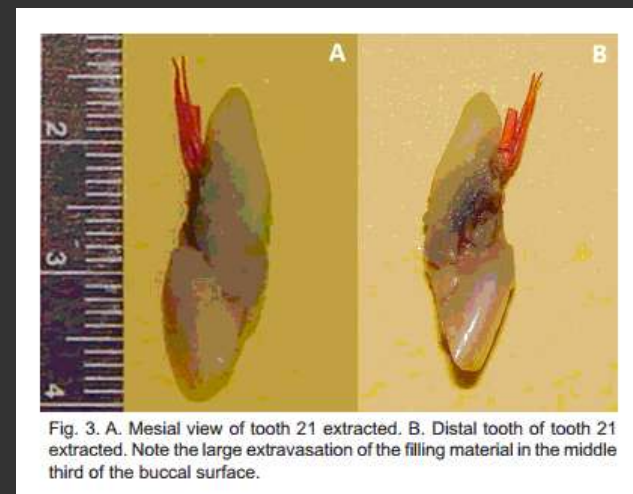 A
B
2
3
4
Fig. 3. A. Mesial view of tooth 21 extracted. B. Distal tooth of tooth 21
extracted. Note the large extravasation of the filling material in the middle
third of the buccal surface.